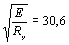 √(E/R_v) = 30,6